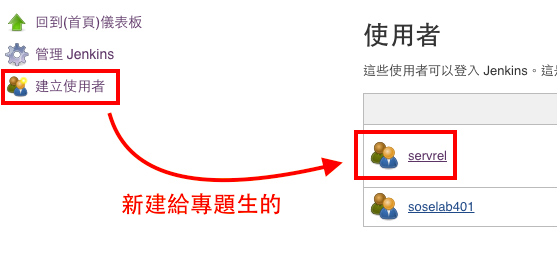 回到(首頁)儀表板
管理 Jenkins
建立使用者
新建給專題生的
使用者
這些使用者可以登入 Jenkins。這
servrel
soselab401